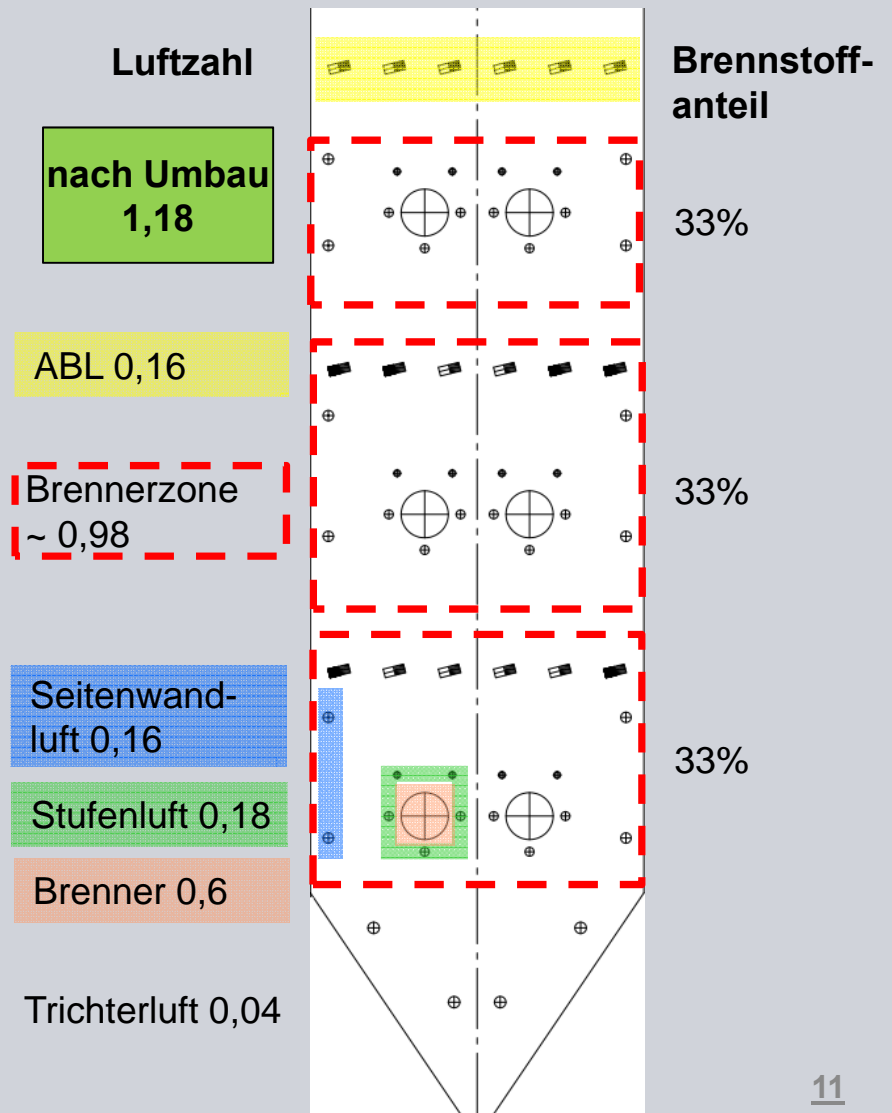 Luftzahl
Brennstoff-
anteil
nach Umbau
1,18
33%
ABL 0,16
Brennerzone
~ 0,98
33%
Seitenwand-
luft 0,16
33%
Stufenluft 0,18
Brenner 0,6
Trichterluft 0,04
11